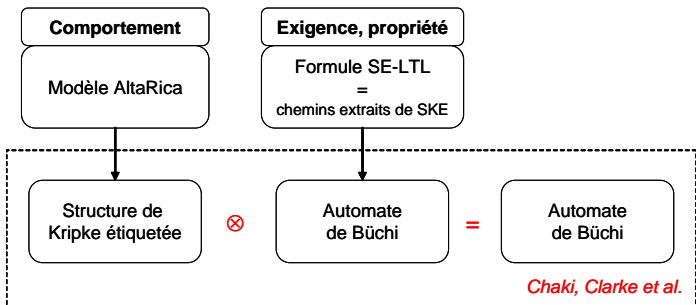 Comportement
Exigence, propriété
Modèle AltaRica
Formule SE-LTL
=
chemins extraits de SKE
Structure de
Kripke étiquetée
⊗
Automate
de Büchi
=
Automate
de Büchi
Chaki, Clarke et al.